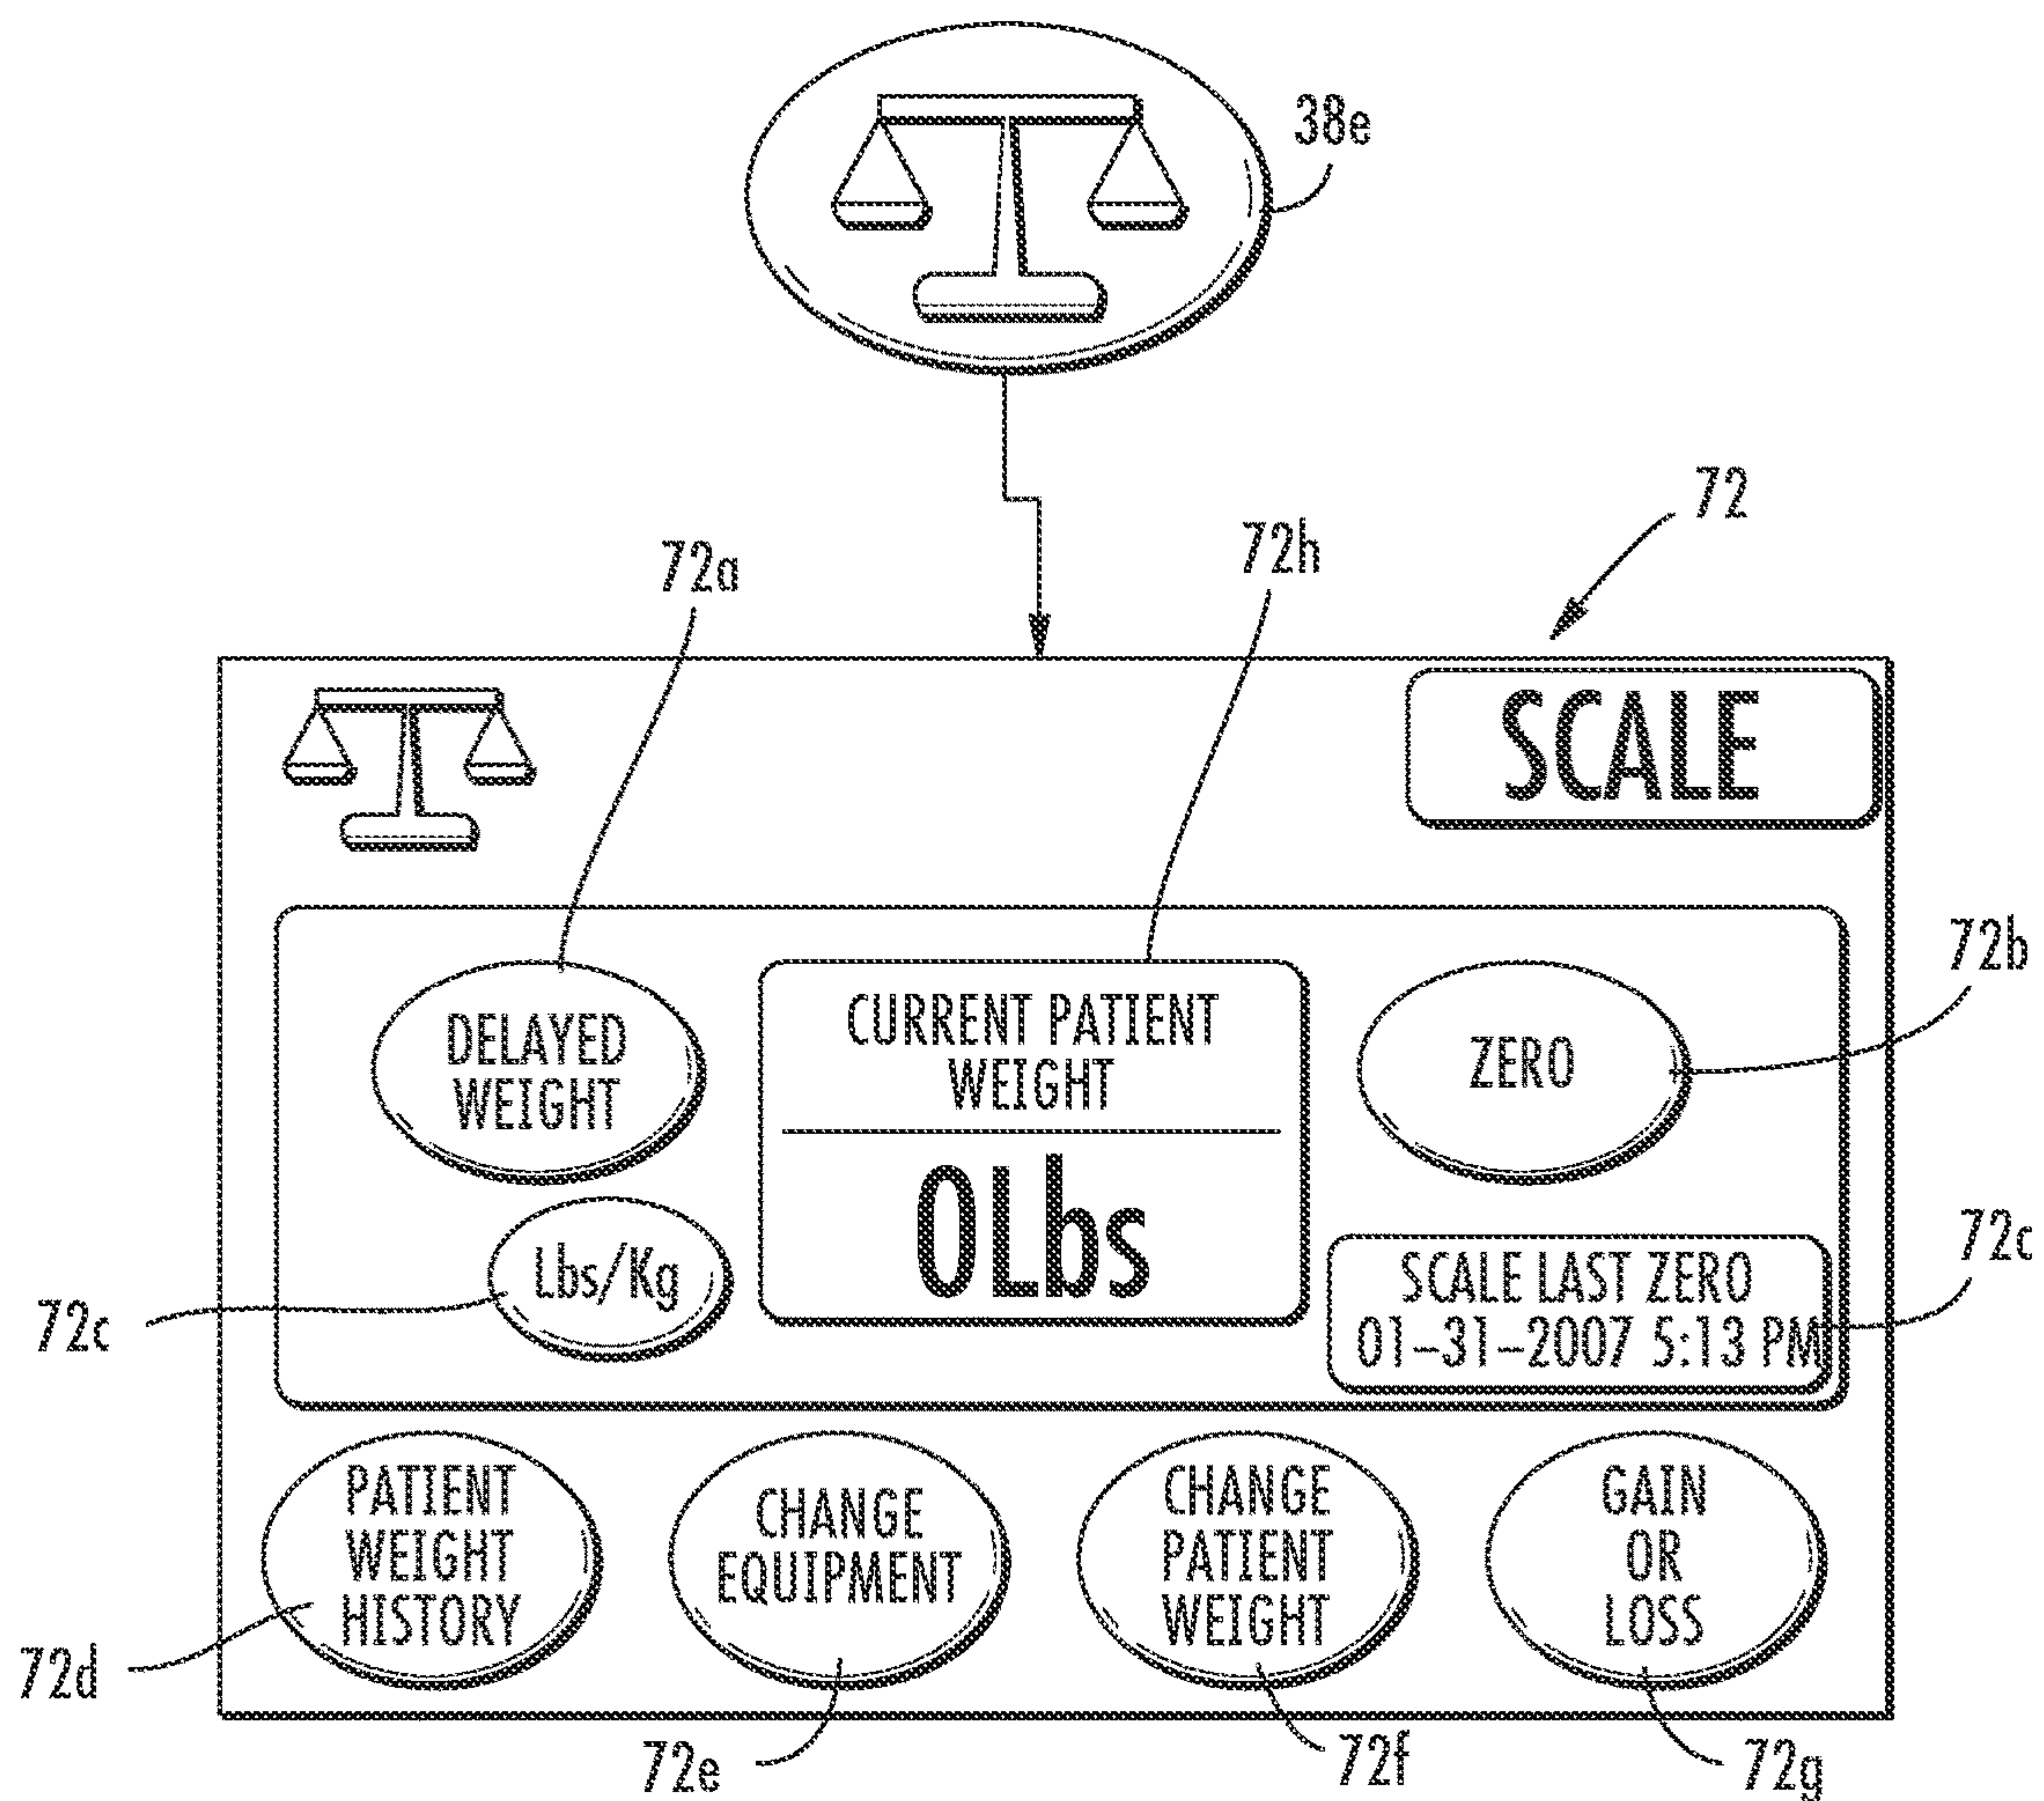 38e
72
72a
72h
SCALE
72b
DELAYED
WEIGHT
CURRENT PATIENT
WEIGHT
0Lbs
ZERO
Lbs/Kg
72c
SCALE LAST ZERO
01-31-2007 5:13 PM
72c
PATIENT
WEIGHT
HISTORY
CHANGE
EQUIPMENT
CHANGE
PATIENT
WEIGHT
GAIN
OR
LOSS
72d
72e
72f
72g